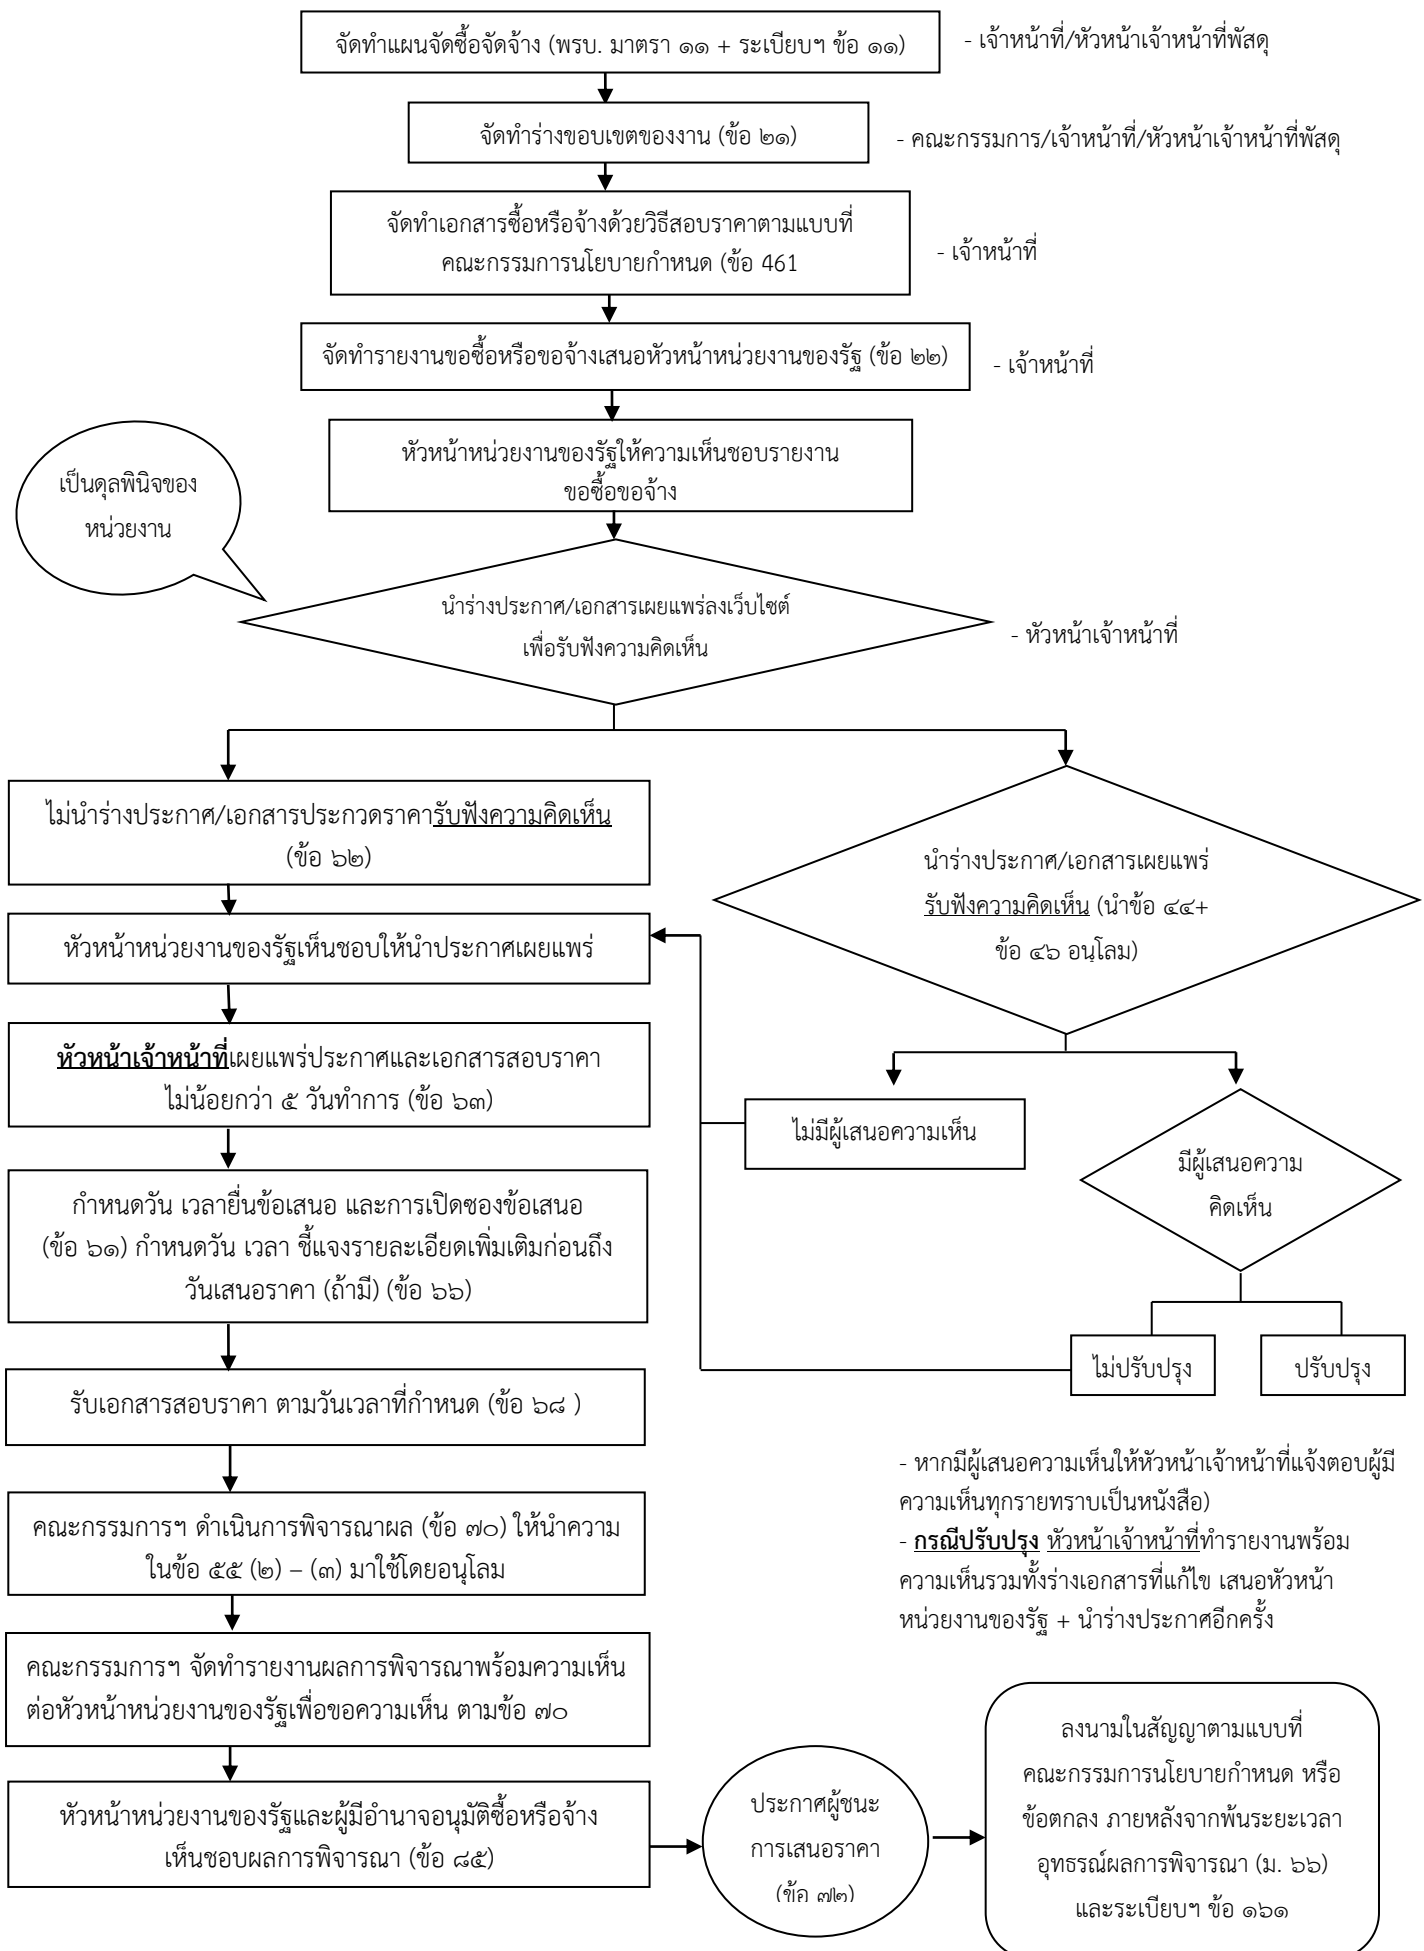 จัดทำแผนจัดซื้อจัดจ้าง (พรบ. มาตรา ๑๑ + ระเบียบฯ ข้อ ๑๑)
- เจ้าหน้าที่/หัวหน้าเจ้าหน้าที่พัสดุ
จัดทำร่างขอบเขตของงาน (ข้อ ๒๑)
- คณะกรรมการ/เจ้าหน้าที่/หัวหน้าเจ้าหน้าที่พัสดุ
จัดทำเอกสารซื้อหรือจ้างด้วยวิธีสอบราคาตามแบบที่
คณะกรรมการนโยบายกำหนด (ข้อ 461
- เจ้าหน้าที่
จัดทำรายงานขอซื้อหรือขอจ้างเสนอหัวหน้าหน่วยงานของรัฐ (ข้อ ๒๒)
- เจ้าหน้าที่
หัวหน้าหน่วยงานของรัฐให้ความเห็นชอบรายงาน
ขอซื้อขอจ้าง
เป็นดุลพินิจของ
หน่วยงาน
นำร่างประกาศ/เอกสารเผยแพร่ลงเว็บไซต์
เพื่อรับฟังความคิดเห็น
- หัวหน้าเจ้าหน้าที่
ไม่นำร่างประกาศ/เอกสารประกวดราคารับฟังความคิดเห็น
(ข้อ ๖๒)
หัวหน้าหน่วยงานของรัฐเห็นชอบให้นำประกาศเผยแพร่
หัวหน้าเจ้าหน้าที่เผยแพร่ประกาศและเอกสารสอบราคา
ไม่น้อยกว่า ๕ วันทำการ (ข้อ ๖๓)
กำหนดวัน เวลายื่นข้อเสนอ และการเปิดซองข้อเสนอ
(ข้อ ๖๑) กำหนดวัน เวลา ชี้แจงรายละเอียดเพิ่มเติมก่อนถึง
วันเสนอราคา (ถ้ามี) (ข้อ ๖๖)
รับเอกสารสอบราคา ตามวันเวลาที่กำหนด (ข้อ ๖๘ )
คณะกรรมการฯ ดำเนินการพิจารณาผล (ข้อ ๗๐) ให้นำความ
ในข้อ ๕๕ (๒) – (๓) มาใช้โดยอนุโลม
คณะกรรมการฯ จัดทำรายงานผลการพิจารณาพร้อมความเห็น
ต่อหัวหน้าหน่วยงานของรัฐเพื่อขอความเห็น ตามข้อ ๗๐
หัวหน้าหน่วยงานของรัฐและผู้มีอำนาจอนุมัติซื้อหรือจ้าง
เห็นชอบผลการพิจารณา (ข้อ ๘๕)
นำร่างประกาศ/เอกสารเผยแพร่
รับฟังความคิดเห็น (นำข้อ ๔๔+
ข้อ ๔๖ อนุโลม)
ไม่มีผู้เสนอความเห็น
มีผู้เสนอความ
คิดเห็น
ไม่ปรับปรุง
ปรับปรุง
- หากมีผู้เสนอความเห็นให้หัวหน้าเจ้าหน้าที่แจ้งตอบผู้มี
ความเห็นทุกรายทราบเป็นหนังสือ)
- กรณีปรับปรุง หัวหน้าเจ้าหน้าที่ทำรายงานพร้อม
ความเห็นรวมทั้งร่างเอกสารที่แก้ไข เสนอหัวหน้า
หน่วยงานของรัฐ + นำร่างประกาศอีกครั้ง
ประกาศผู้ชนะ
การเสนอราคา
(ข้อ ๗๒)
ลงนามในสัญญาตามแบบที่
คณะกรรมการนโยบายกำหนด หรือ
ข้อตกลง ภายหลังจากพ้นระยะเวลา
อุทธรณ์ผลการพิจารณา (ม. ๖๖)
และระเบียบฯ ข้อ ๑๖๑